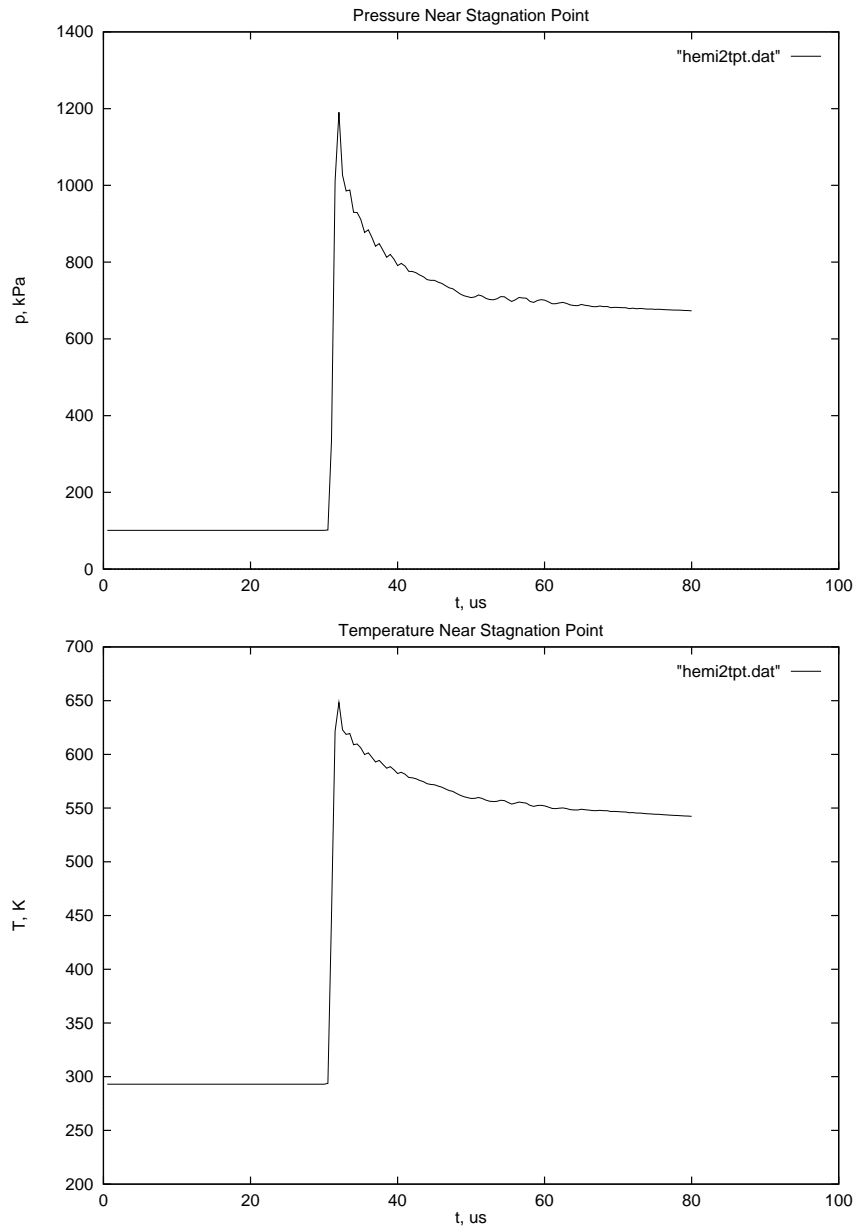 Pressure Near Stagnation Point
1400
1200
1000
800
600
400
200
0
"hemi2tpt.dat"
p, kPa
0 20 40 60 80 100
t, us
Temperature Near Stagnation Point
700
650
600
550
500
450
400
350
300
250
200
"hemi2tpt.dat"
T, K
0 20 40 60 80 100
t, us